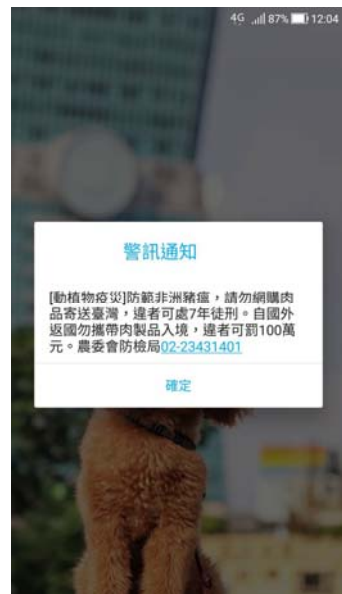 4G 87% 12:04
警訊通知
[動植物疫災]防範非洲豬瘟，請勿網購肉
品寄送臺灣，違者可處7年徒刑。自國外
返國勿攜帶肉製品入境，違者可罰100萬
元。農委會防檢局02-23431401
確定